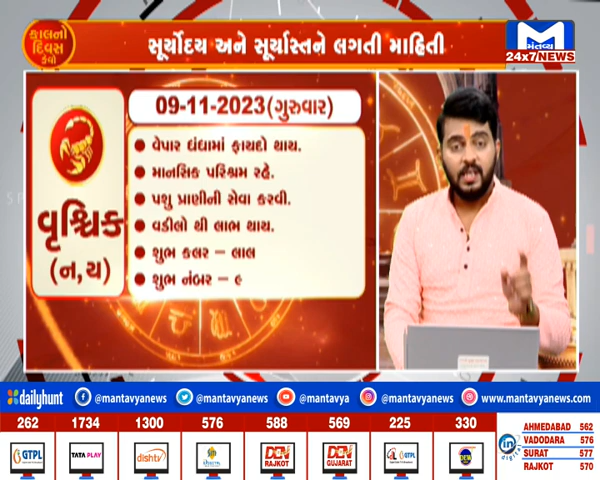 કાલનો
દિવસ
કેવો
સૂર્યોદય અને સૂર્યાસ્તને લગતી માહિતી
મંતવ્ય
24x7NEWS
09-11-2023(ગુરુવાર)
વેપાર ધંધામાં ફાયદો થાય.
માનસિક પરિશ્રમ રહે.
પશુ પ્રાણીની સેવા કરવી.
વડીલો થી લાભ થાય.
શુભ કલર – લાલ
શુભ નંબર – ૯
વૃશ્ચિક
(ન,ય)
dailyhunt @mantavyanews @mantavyanews @mantavya @mantavyanews www.mantavyanews.com
262 1734 1300 576 588 569 225 330
GTPL TATA PLAY dishtv DEN RAJKOT DEN GUJARAT GTPL
in digital
AHMEDABAD 562
VADODARA 576
SURAT 577
RAJKOT 570